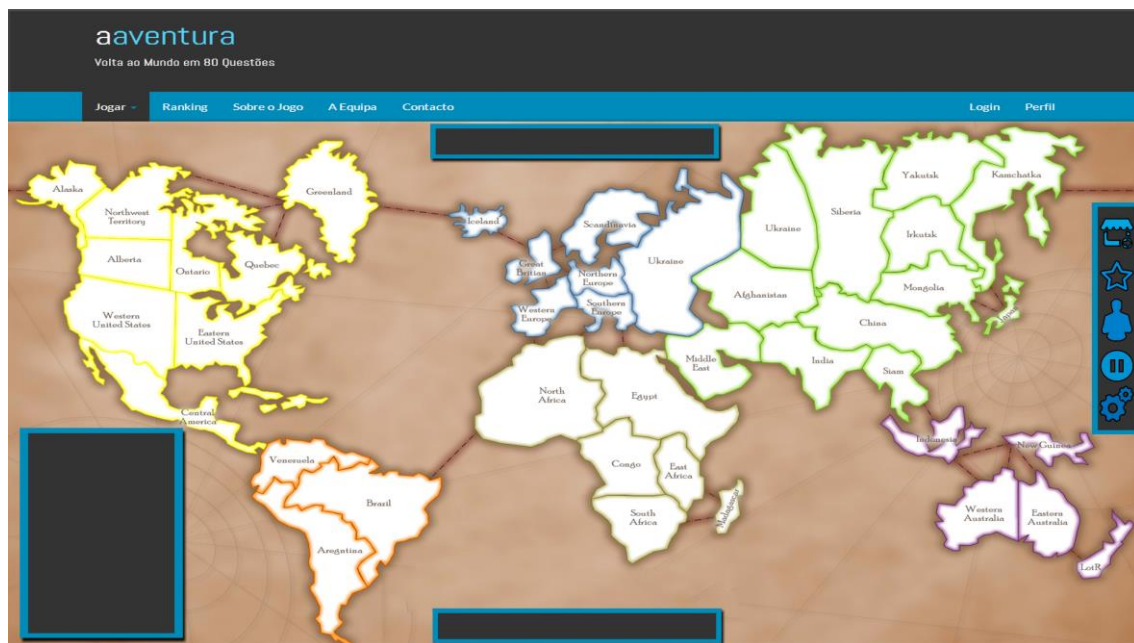 aaventura
Volta ao Mundo em 80 Questões
Jogar Ranking Sobre o Jogo A Equipa Contacto Login Perfil
Alaska
Northwest
Territory
Greenland
Alberta
Ontario
Quebec
Western
United States
Eastern
United States
Central
America
Venezuela
Brazil
Aregntina
Iceland
Scandinavia
Great
Britian
Northern
Europe
Ukraine
Western
Europe
Southern
Europe
North
Africa
Egypt
Congo
East
Africa
South
Africa
Madagascar
Ukraine
Siberia
Yakutsk
Kamchatka
Irkutsk
Mongolia
Japan
Afghanistan
China
Middle
East
India
Siam
Indonesia
New Guinea
Western
Australia
Eastern
Australia
LotR